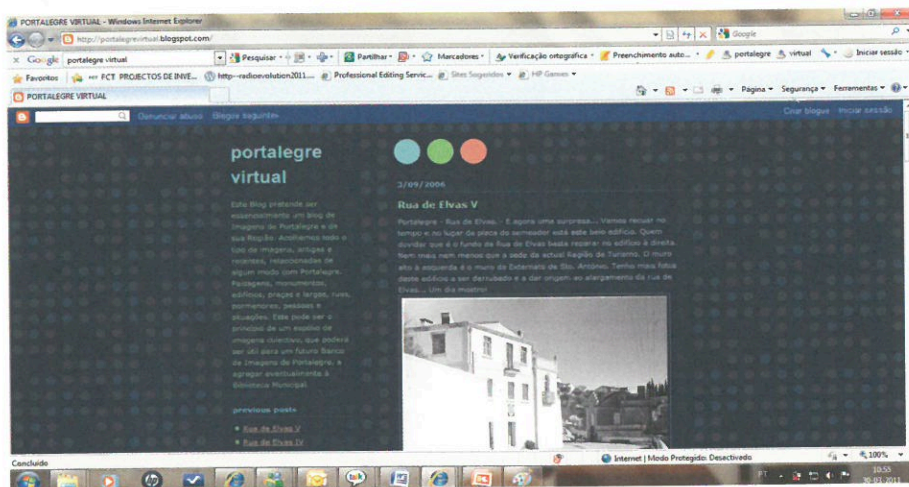 PORTALEGRE VIRTUAL - Windows Internet Explorer
http://portalegrevirtual.blogspot.com/
Google
Google portalegre virtual Pesquisar Partilhar Marcadores Verificação ortográfica Preenchimento auto... portalegre virtual Iniciar sessão
Favoritos FCT PROJECTOS DE INVE... http--radioevolution2011.... Professional Editing Servic... Sites Sugeridos HP Games
PORTALEGRE VIRTUAL
Página Segurança Ferramentas
Denunciar abuso Blogue seguinte» Criar blogue Iniciar sessão
portalegre
virtual
Este Blog pretende ser
essencialmente um blog de
Imagens de Portalegre e da
sua Região. Acolhemos todo o
tipo de imagens, antigas e
recentes, relacionadas de
algum modo com Portalegre.
Paisagens, monumentos,
edifícios, praças e largos, ruas,
pormenores, pessoas e
situações. Este pode ser o
princípio de um espólio de
imagens colectivo, que poderá
ser útil para um futuro Banco
de Imagens de Portalegre, a
agregar eventualmente à
Biblioteca Municipal
previous posts
Rua de Elvas V
Rua de Elvas IV
3/09/2006
Rua de Elvas V
Portalegre - Rua de Elvas. - E agora uma surpresa... Vamos recuar no
tempo e no lugar da placa do semeador está este belo edifício. Quem
duvidar que é o fundo da Rua de Elvas basta reparar no edifício à direita.
Nem mais nem menos que a sede da actual Região de Turismo. O muro
alto à esquerda é o muro do Externato de Sto. António. Tenho mais fotos
deste edifício a ser derrubado e a dar origem ao alargamento da rua de
Elvas... Um dia mostro!
Concluído Internet | Modo Protegido: Desactivado 100%
PT 10:55
30-01-2011